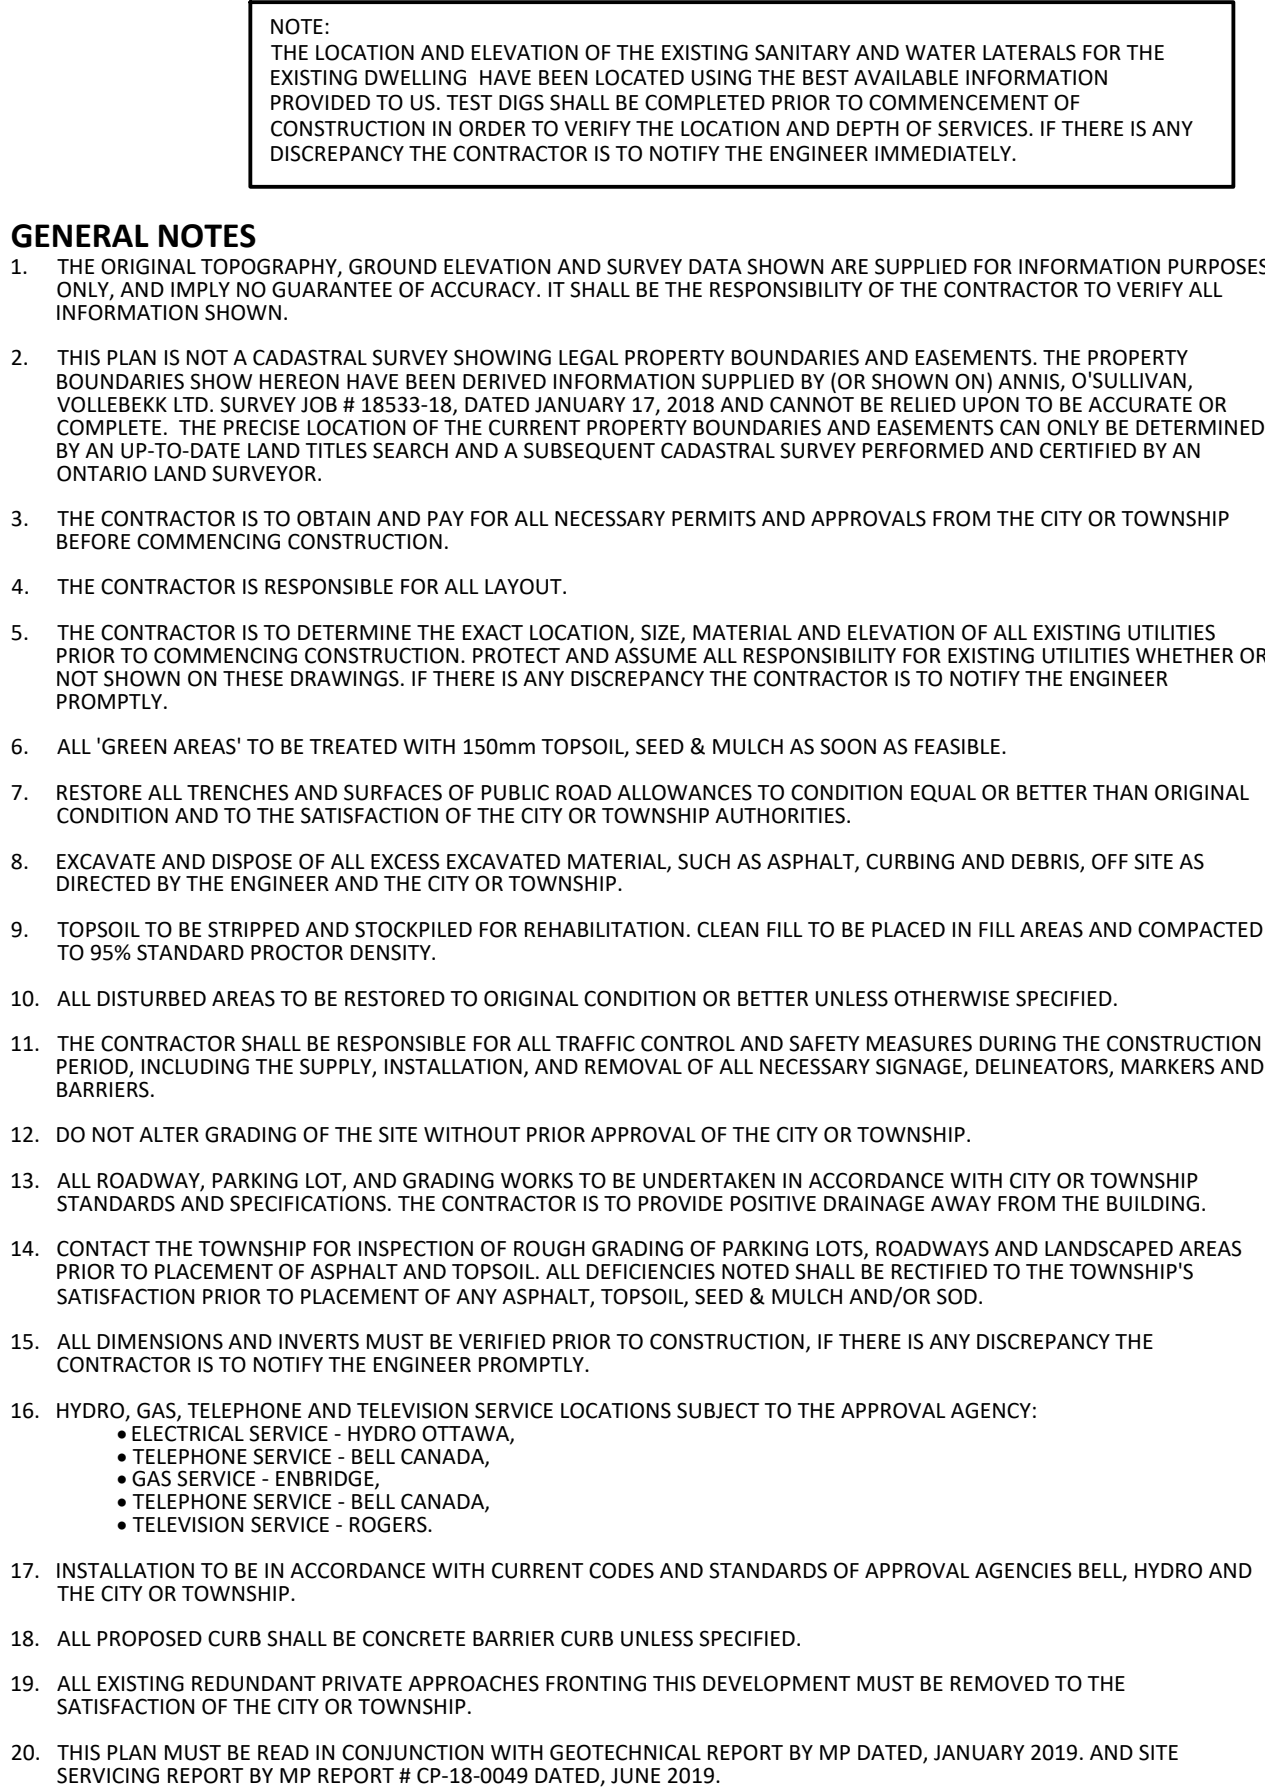 NOTE:
THE LOCATION AND ELEVATION OF THE EXISTING SANITARY AND WATER LATERALS FOR THE
EXISTING DWELLING HAVE BEEN LOCATED USING THE BEST AVAILABLE INFORMATION
PROVIDED TO US. TEST DIGS SHALL BE COMPLETED PRIOR TO COMMENCEMENT OF
CONSTRUCTION IN ORDER TO VERIFY THE LOCATION AND DEPTH OF SERVICES. IF THERE IS ANY
DISCREPANCY THE CONTRACTOR IS TO NOTIFY THE ENGINEER IMMEDIATELY.
GENERAL NOTES
1. THE ORIGINAL TOPOGRAPHY, GROUND ELEVATION AND SURVEY DATA SHOWN ARE SUPPLIED FOR INFORMATION PURPOSES
ONLY, AND IMPLY NO GUARANTEE OF ACCURACY. IT SHALL BE THE RESPONSIBILITY OF THE CONTRACTOR TO VERIFY ALL
INFORMATION SHOWN.
2. THIS PLAN IS NOT A CADASTRAL SURVEY SHOWING LEGAL PROPERTY BOUNDARIES AND EASEMENTS. THE PROPERTY
BOUNDARIES SHOW HEREON HAVE BEEN DERIVED INFORMATION SUPPLIED BY (OR SHOWN ON) ANNIS, O'SULLIVAN,
VOLLEBEKK LTD. SURVEY JOB # 18533-18, DATED JANUARY 17, 2018 AND CANNOT BE RELIED UPON TO BE ACCURATE OR
COMPLETE. THE PRECISE LOCATION OF THE CURRENT PROPERTY BOUNDARIES AND EASEMENTS CAN ONLY BE DETERMINED
BY AN UP-TO-DATE LAND TITLES SEARCH AND A SUBSEQUENT CADASTRAL SURVEY PERFORMED AND CERTIFIED BY AN
ONTARIO LAND SURVEYOR.
3. THE CONTRACTOR IS TO OBTAIN AND PAY FOR ALL NECESSARY PERMITS AND APPROVALS FROM THE CITY OR TOWNSHIP
BEFORE COMMENCING CONSTRUCTION.
4. THE CONTRACTOR IS RESPONSIBLE FOR ALL LAYOUT.
5. THE CONTRACTOR IS TO DETERMINE THE EXACT LOCATION, SIZE, MATERIAL AND ELEVATION OF ALL EXISTING UTILITIES
PRIOR TO COMMENCING CONSTRUCTION. PROTECT AND ASSUME ALL RESPONSIBILITY FOR EXISTING UTILITIES WHETHER OR
NOT SHOWN ON THESE DRAWINGS. IF THERE IS ANY DISCREPANCY THE CONTRACTOR IS TO NOTIFY THE ENGINEER
PROMPTLY.
6. ALL 'GREEN AREAS' TO BE TREATED WITH 150mm TOPSOIL, SEED & MULCH AS SOON AS FEASIBLE.
7. RESTORE ALL TRENCHES AND SURFACES OF PUBLIC ROAD ALLOWANCES TO CONDITION EQUAL OR BETTER THAN ORIGINAL
CONDITION AND TO THE SATISFACTION OF THE CITY OR TOWNSHIP AUTHORITIES.
8. EXCAVATE AND DISPOSE OF ALL EXCESS EXCAVATED MATERIAL, SUCH AS ASPHALT, CURBING AND DEBRIS, OFF SITE AS
DIRECTED BY THE ENGINEER AND THE CITY OR TOWNSHIP.
9. TOPSOIL TO BE STRIPPED AND STOCKPILED FOR REHABILITATION. CLEAN FILL TO BE PLACED IN FILL AREAS AND COMPACTED
TO 95% STANDARD PROCTOR DENSITY.
10. ALL DISTURBED AREAS TO BE RESTORED TO ORIGINAL CONDITION OR BETTER UNLESS OTHERWISE SPECIFIED.
11. THE CONTRACTOR SHALL BE RESPONSIBLE FOR ALL TRAFFIC CONTROL AND SAFETY MEASURES DURING THE CONSTRUCTION
PERIOD, INCLUDING THE SUPPLY, INSTALLATION, AND REMOVAL OF ALL NECESSARY SIGNAGE, DELINEATORS, MARKERS AND
BARRIERS.
12. DO NOT ALTER GRADING OF THE SITE WITHOUT PRIOR APPROVAL OF THE CITY OR TOWNSHIP.
13. ALL ROADWAY, PARKING LOT, AND GRADING WORKS TO BE UNDERTAKEN IN ACCORDANCE WITH CITY OR TOWNSHIP
STANDARDS AND SPECIFICATIONS. THE CONTRACTOR IS TO PROVIDE POSITIVE DRAINAGE AWAY FROM THE BUILDING.
14. CONTACT THE TOWNSHIP FOR INSPECTION OF ROUGH GRADING OF PARKING LOTS, ROADWAYS AND LANDSCAPED AREAS
PRIOR TO PLACEMENT OF ASPHALT AND TOPSOIL. ALL DEFICIENCIES NOTED SHALL BE RECTIFIED TO THE TOWNSHIP'S
SATISFACTION PRIOR TO PLACEMENT OF ANY ASPHALT, TOPSOIL, SEED & MULCH AND/OR SOD.
15. ALL DIMENSIONS AND INVERTS MUST BE VERIFIED PRIOR TO CONSTRUCTION, IF THERE IS ANY DISCREPANCY THE
CONTRACTOR IS TO NOTIFY THE ENGINEER PROMPTLY.
16. HYDRO, GAS, TELEPHONE AND TELEVISION SERVICE LOCATIONS SUBJECT TO THE APPROVAL AGENCY:
• ELECTRICAL SERVICE - HYDRO OTTAWA,
• TELEPHONE SERVICE - BELL CANADA,
• GAS SERVICE - ENBRIDGE,
• TELEPHONE SERVICE - BELL CANADA,
• TELEVISION SERVICE - ROGERS.
17. INSTALLATION TO BE IN ACCORDANCE WITH CURRENT CODES AND STANDARDS OF APPROVAL AGENCIES BELL, HYDRO AND
THE CITY OR TOWNSHIP.
18. ALL PROPOSED CURB SHALL BE CONCRETE BARRIER CURB UNLESS SPECIFIED.
19. ALL EXISTING REDUNDANT PRIVATE APPROACHES FRONTING THIS DEVELOPMENT MUST BE REMOVED TO THE
SATISFACTION OF THE CITY OR TOWNSHIP.
20. THIS PLAN MUST BE READ IN CONJUNCTION WITH GEOTECHNICAL REPORT BY MP DATED, JANUARY 2019. AND SITE
SERVICING REPORT BY MP REPORT # CP-18-0049 DATED, JUNE 2019.